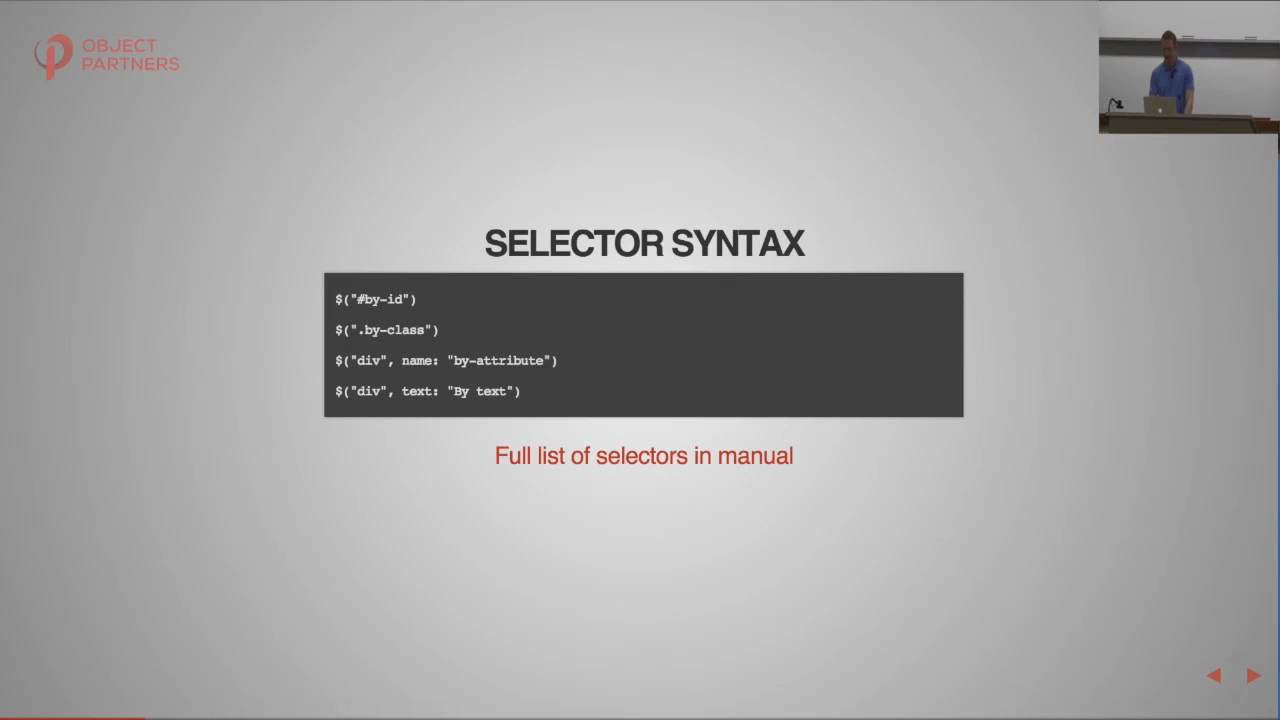 OBJECT
PARTNERS
SELECTOR SYNTAX
$("#by-id")
$(".by-class")
$("div", name: "by-attribute")
$("div", text: "By text")
Full list of selectors in manual